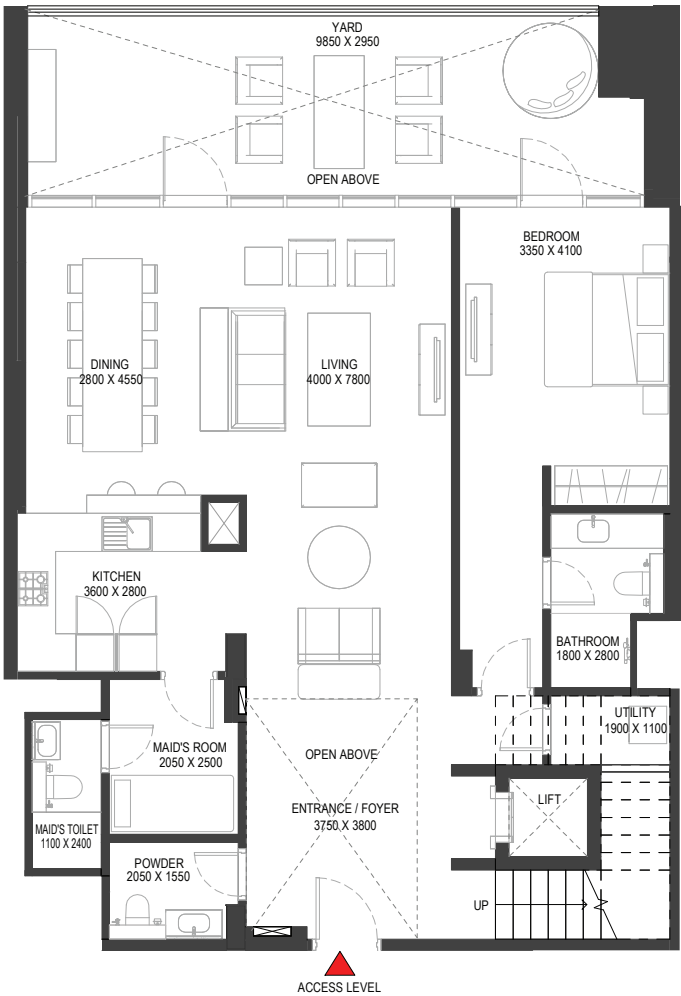 YARD
9850 X 2950
OPEN ABOVE
BEDROOM
3350 X 4100
DINING
2800 X 4550
LIVING
4000 X 7800
KITCHEN
3600 X 2800
BATHROOM
1800 X 2800
UTILITY
1900 X 1100
MAID'S ROOM
2050 X 2500
OPEN ABOVE
ENTRANCE / FOYER
3750 X 3800
LIFT
MAID'S TOILET
1100 X 2400
POWDER
2050 X 1550
UP
ACCESS LEVEL